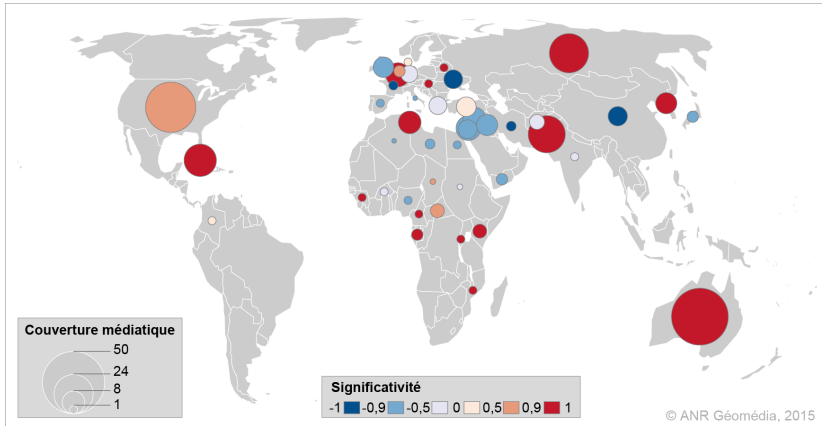 Couverture médiatique
50
24
8
1
Significativité
-1 -0,9 -0,5 0 0,5 0,9 1
© ANR Géomédia, 2015